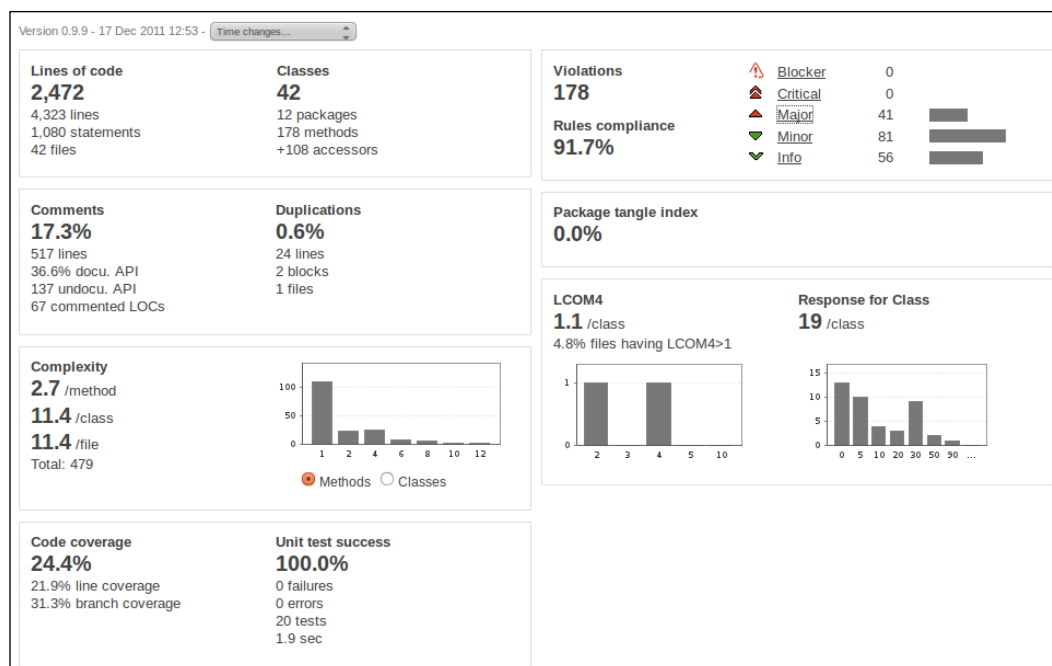 Version 0.9.9 - 17 Dec 2011 12:53 - Time changes...
Lines of code
2,472
4,323 lines
1,080 statements
42 files
Classes
42
12 packages
178 methods
+108 accessors
Comments
17.3%
517 lines
36.6% docu. API
137 undocu. API
67 commented LOCs
Duplications
0.6%
24 lines
2 blocks
1 files
Complexity
2.7 /method
11.4 /class
11.4 /file
Total: 479
100
50
0
1 2 4 6 8 10 12
Methods Classes
Code coverage
24.4%
21.9% line coverage
31.3% branch coverage
Unit test success
100.0%
0 failures
0 errors
20 tests
1.9 sec
Violations
178
Rules compliance
91.7%
Blocker 0
Critical 0
Major 41
Minor 81
Info 56
Package tangle index
0.0%
LCOM4
1.1 /class
4.8% files having LCOM4>1
1
0
2 3 4 5 10
Response for Class
19 /class
15
10
5
0
0 5 10 20 30 50 90 ...